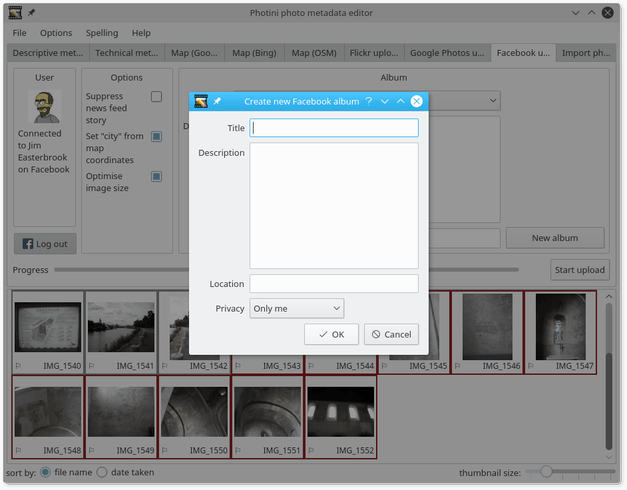 Photini photo metadata editor
File Options Spelling Help
Descriptive met... Technical met... Map (Goo... Map (Bing) Map (OSM) Flickr uplo... Google Photos u... Facebook u... Import ph...
User
Options
Album
Suppress
news feed
story
Set "city" from
map
coordinates
Optimise
image size
Connected
to Jim
Easterbrook
on Facebook
Log out
D
New album
Progress
Start upload
Create new Facebook album
Title
Description
Location
Privacy Only me
OK Cancel
IMG_1540 IMG_1541 IMG_1542 IMG_1543 IMG_1544 IMG_1545 IMG_1546 IMG_1547
IMG_1548 IMG_1549 IMG_1550 IMG_1551 IMG_1552
sort by: file name date taken thumbnail size: